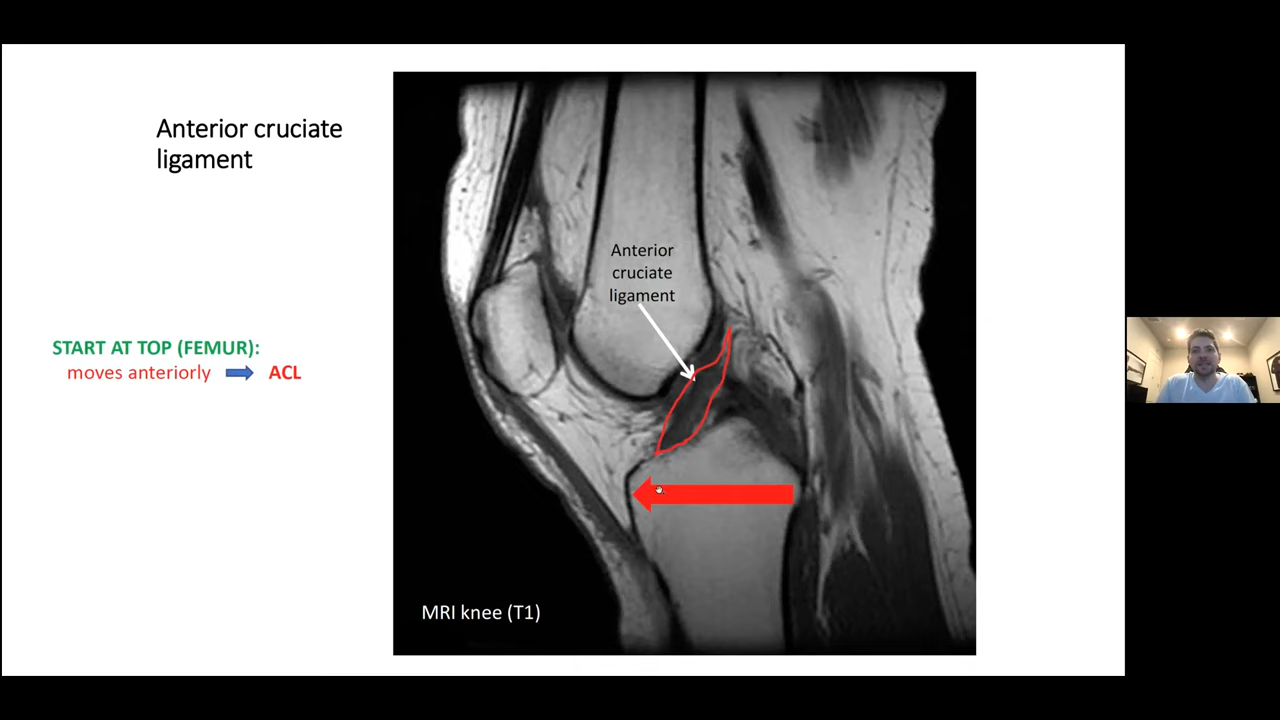 Anterior cruciate
ligament
START AT TOP (FEMUR):
moves anteriorly ACL
Anterior
cruciate
ligament
MRI knee (T1)